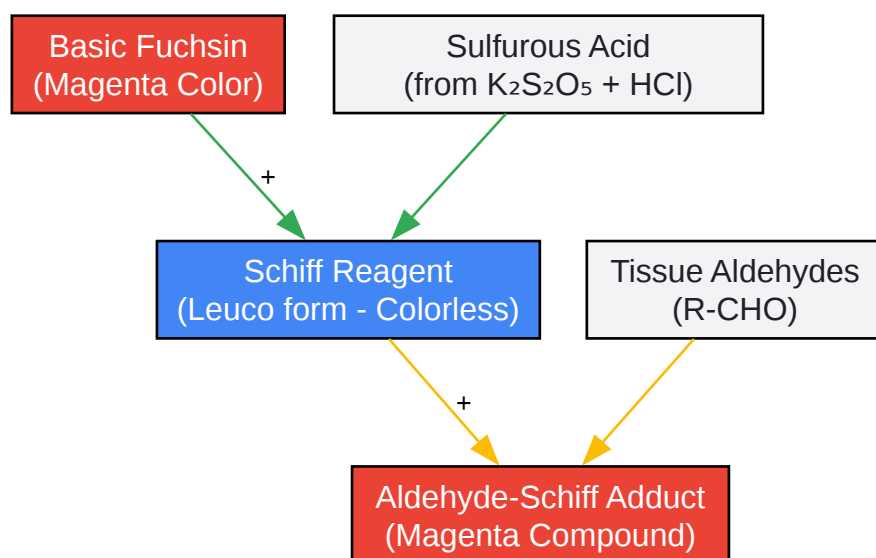 Basic Fuchsin
(Magenta Color)
Sulfurous Acid
(from K₂S₂O₅ + HCl)
+
Schiff Reagent
(Leuco form - Colorless)
Tissue Aldehydes
(R-CHO)
+
Aldehyde-Schiff Adduct
(Magenta Compound)